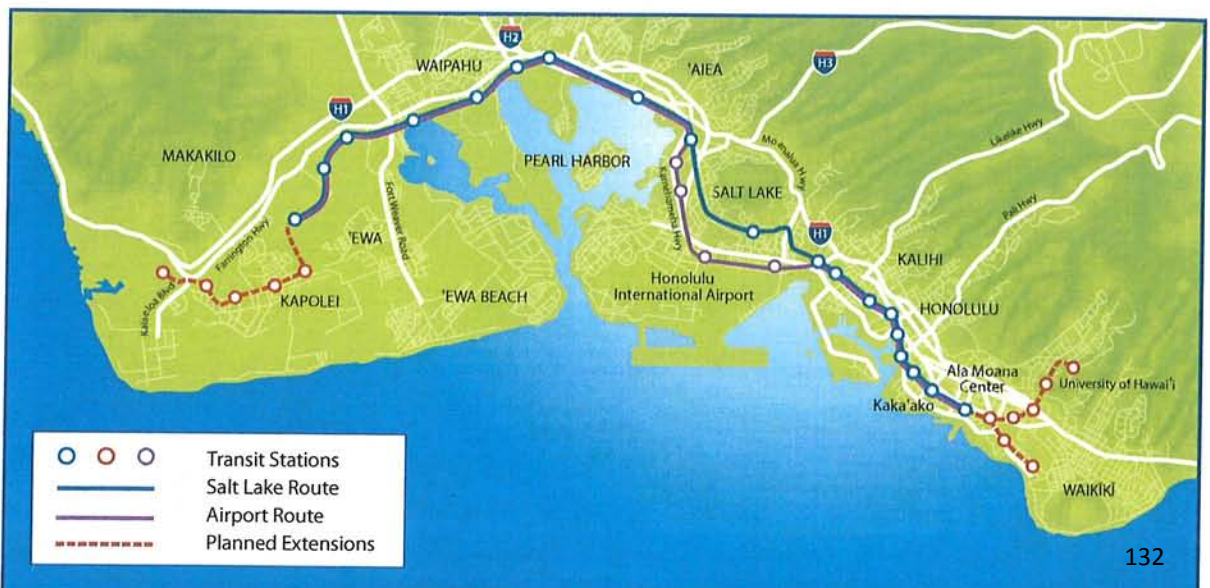 H2
WAIPAHU
'AIEA
H3
H1
Likelike Hwy
Moanalua Hwy
MAKAKILO
PEARL HARBOR
SALT LAKE
Pali Hwy
Fort Weaver Road
Kamehameha Hwy
H1
Farrington Hwy
'EWA
KALIHI
Honolulu
International Airport
KAPOLEI
'EWA BEACH
HONOLULU
Kalaeloa Blvd
Ala Moana
Center
University of Hawai'i
Kaka'ako
WAIKĪKĪ
Transit Stations
Salt Lake Route
Airport Route
Planned Extensions
132